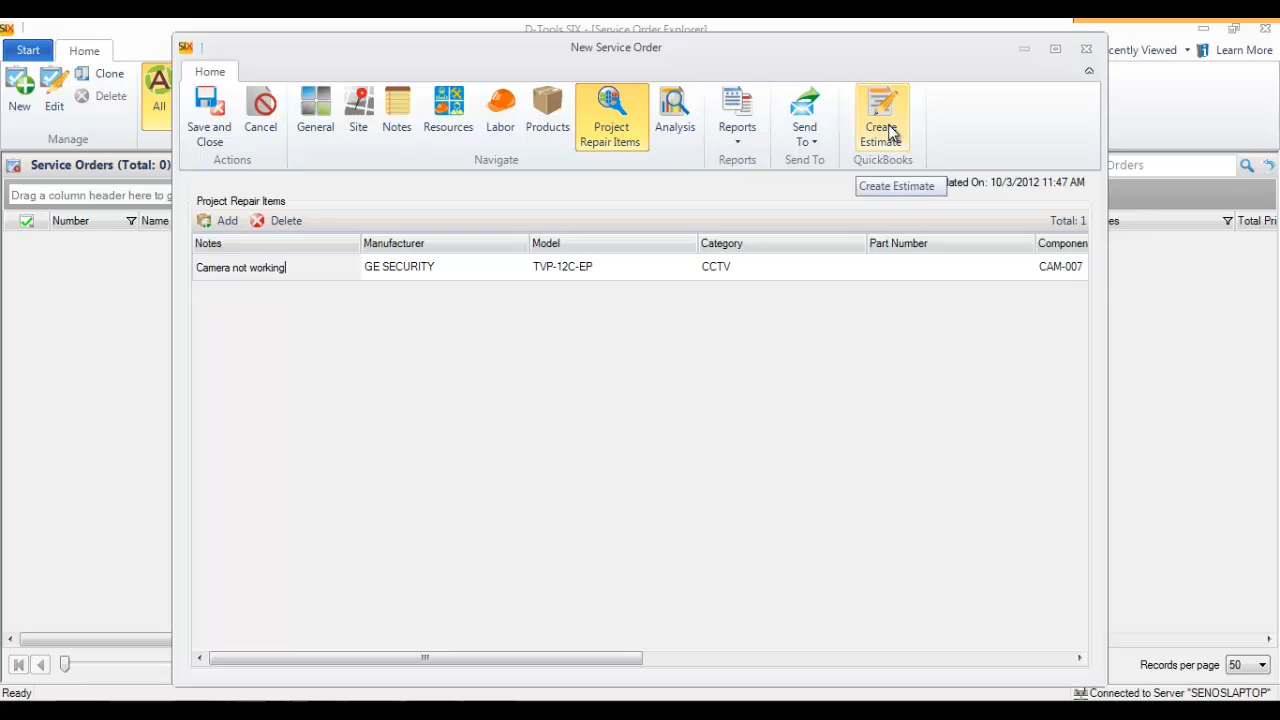 D-Tools SIX - [Service Order Explorer]
SIX
SIX
New Service Order
Start
Home
Home
cently Viewed
Learn More
New
Edit
Clone
Delete
All
Manage
Save and
Close
Cancel
General
Site
Notes
Resources
Labor
Products
Project
Repair Items
Analysis
Reports
Send
To
Create
Estimate
Actions
Navigate
Reports
Send To
QuickBooks
Service Orders (Total: 0)
Orders
Create Estimate
ated On: 10/3/2012 11:47 AM
Drag a column header here to g
Project Repair Items
Add
Delete
Total: 1
Number
Name
es
Total Pri
Notes
Manufacturer
Model
Category
Part Number
Componen
Camera not working
GE SECURITY
TVP-12C-EP
CCTV
CAM-007
Records per page
50
Ready
Connected to Server "SENOSLAPTOP"